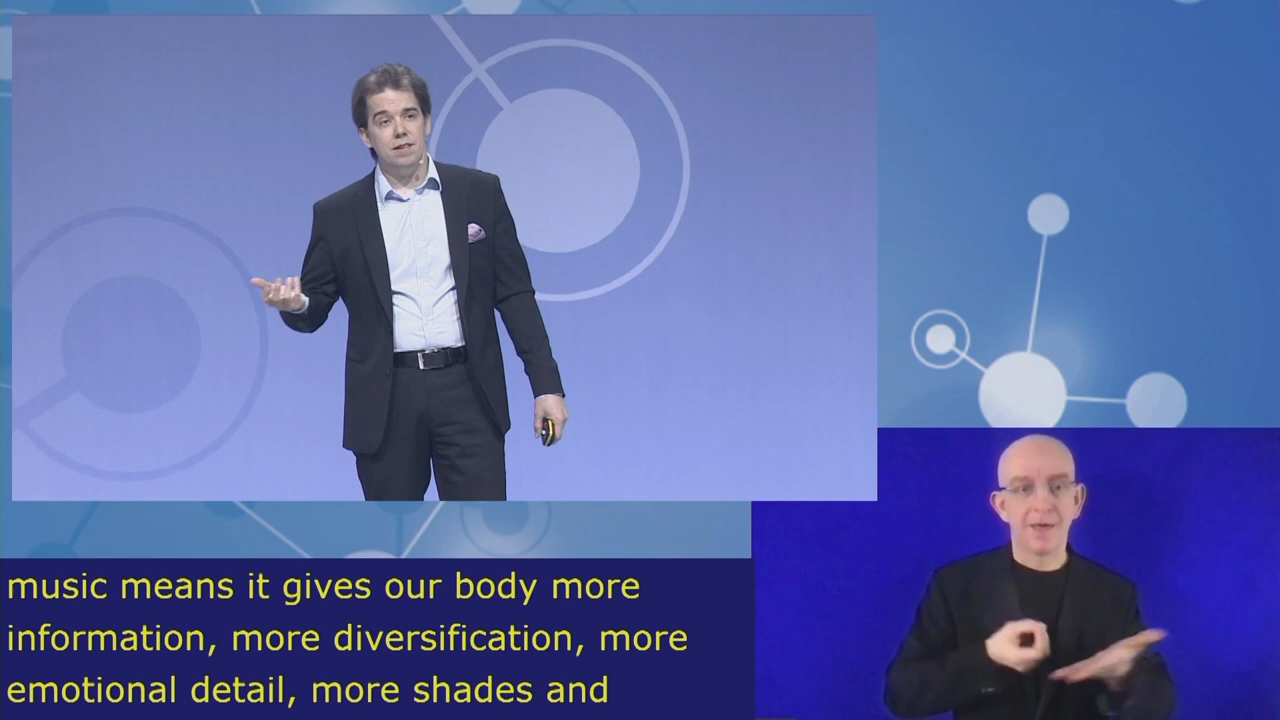 music means it gives our body more
information, more diversification, more
emotional detail, more shades and